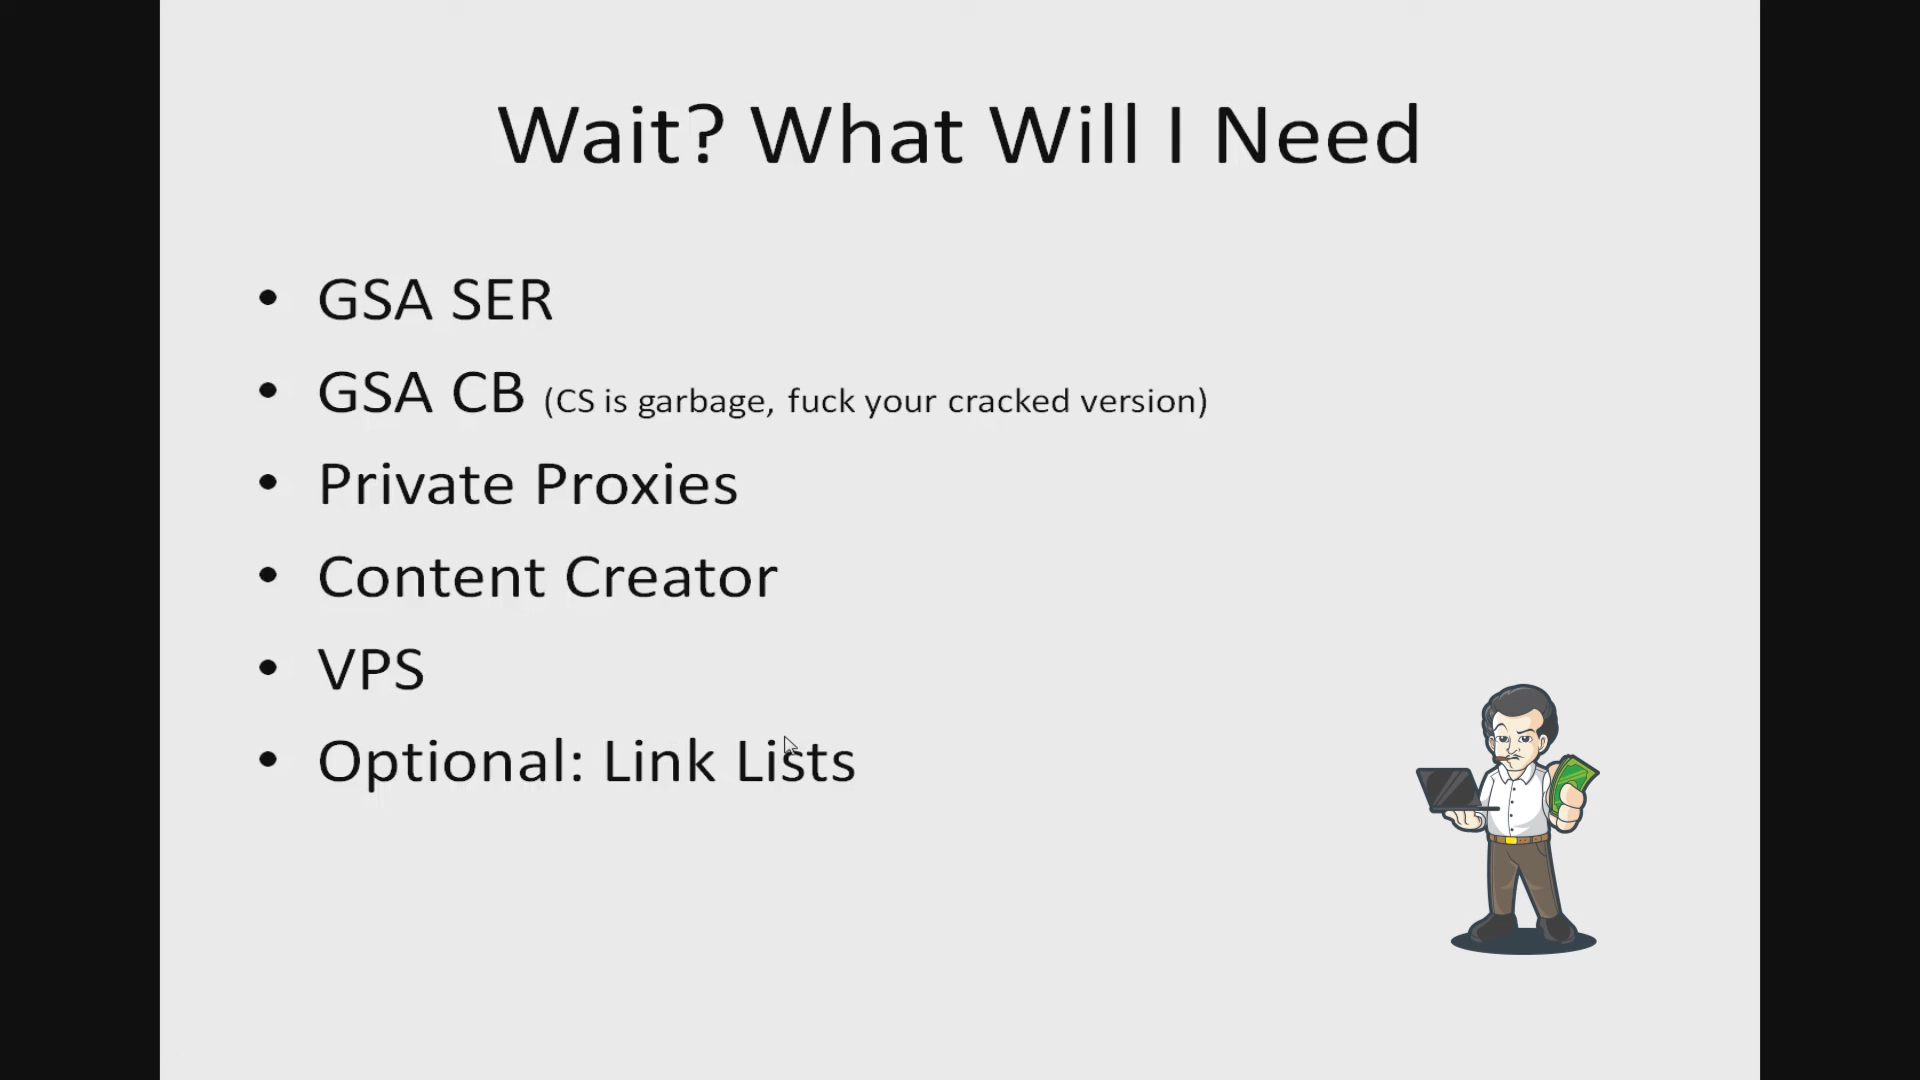 Wait? What Will I Need
• GSA SER
• GSA CB (CS is garbage, fuck your cracked version)
• Private Proxies
• Content Creator
• VPS
• Optional: Link Lists